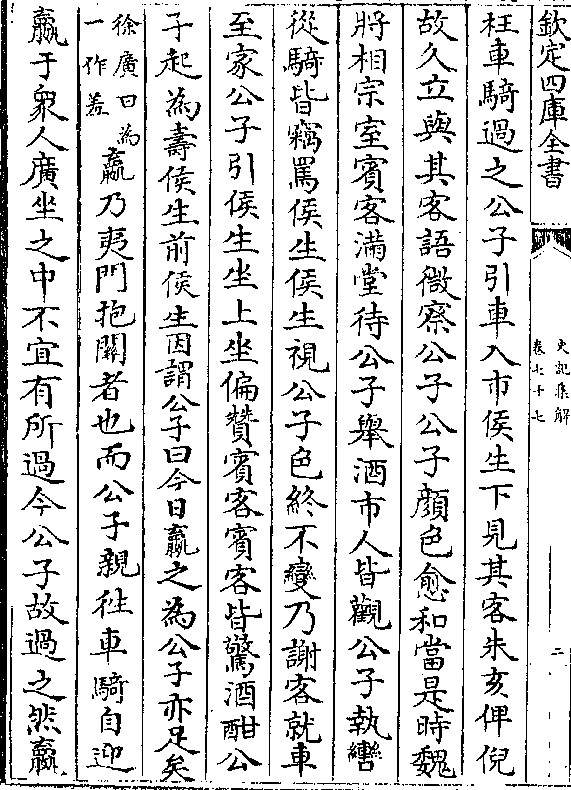 欽定四庫全書
史記集解
卷七十七
二
枉車騎過之公子引車入市侯生下見其客朱亥俾倪
故久立與其客語微察公子公子顏色愈和當是時魏
將相宗室賓客滿堂待公子舉酒市人皆觀公子執轡
從騎皆竊罵侯生侯生視公子色終不變乃謝客就車
至家公子引侯生坐上坐偏贊賓客賓客皆驚酒酣公
子起為壽侯生前侯生因謂公子曰今日嬴之為公子亦足矣
徐廣曰為
一作羞
嬴乃夷門抱關者也而公子親枉車騎自迎
嬴于衆人廣坐之中不宜有所過今公子故過之然嬴